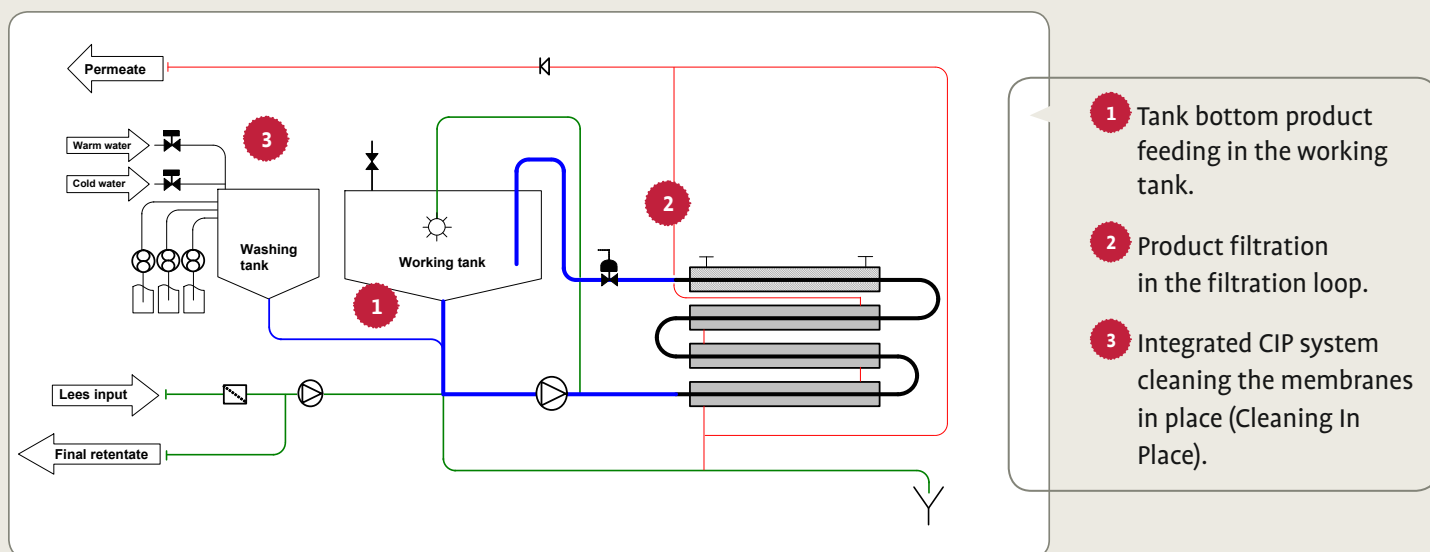 Permeate
3
Warm water
Cold water
2
Washing
tank
Working tank
1
Lees input
Final retentate
1 Tank bottom product
feeding in the working
tank.
2 Product filtration
in the filtration loop.
3 Integrated CIP system
cleaning the membranes
in place (Cleaning In
Place).